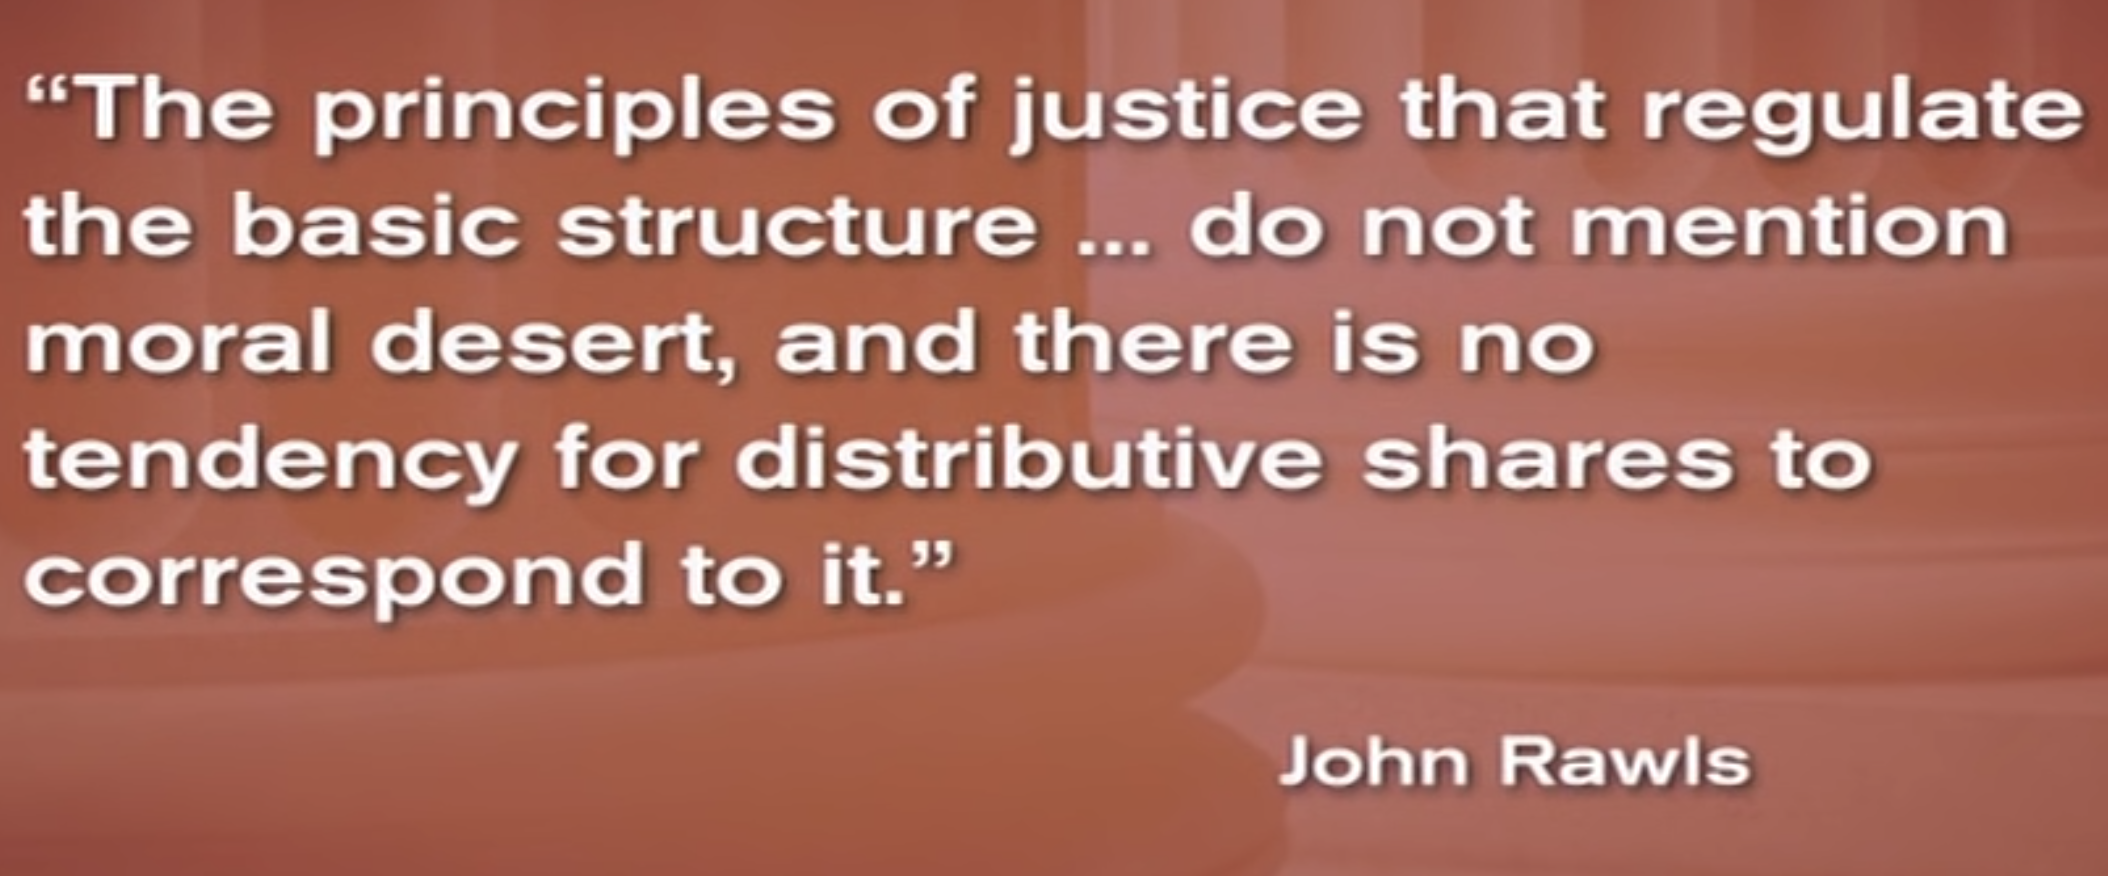 “The principles of justice that regulate
the basic structure ... do not mention
moral desert, and there is no
tendency for distributive shares to
correspond to it.”
John Rawls